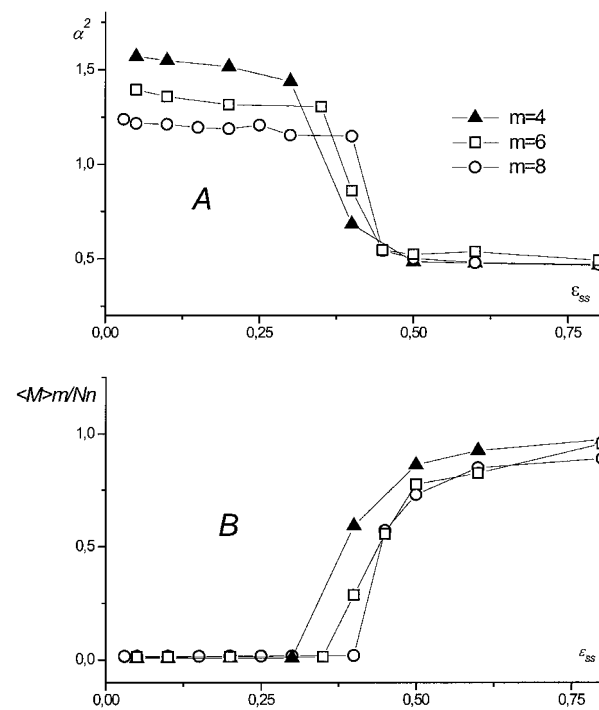 α²
1,5
1,0
0,5
A
m=4
m=6
m=8
ε_ss
0,00 0,25 0,50 0,75
<M>m/Nn
1,0
0,5
0,0
B
ε_ss
0,00 0,25 0,50 0,75